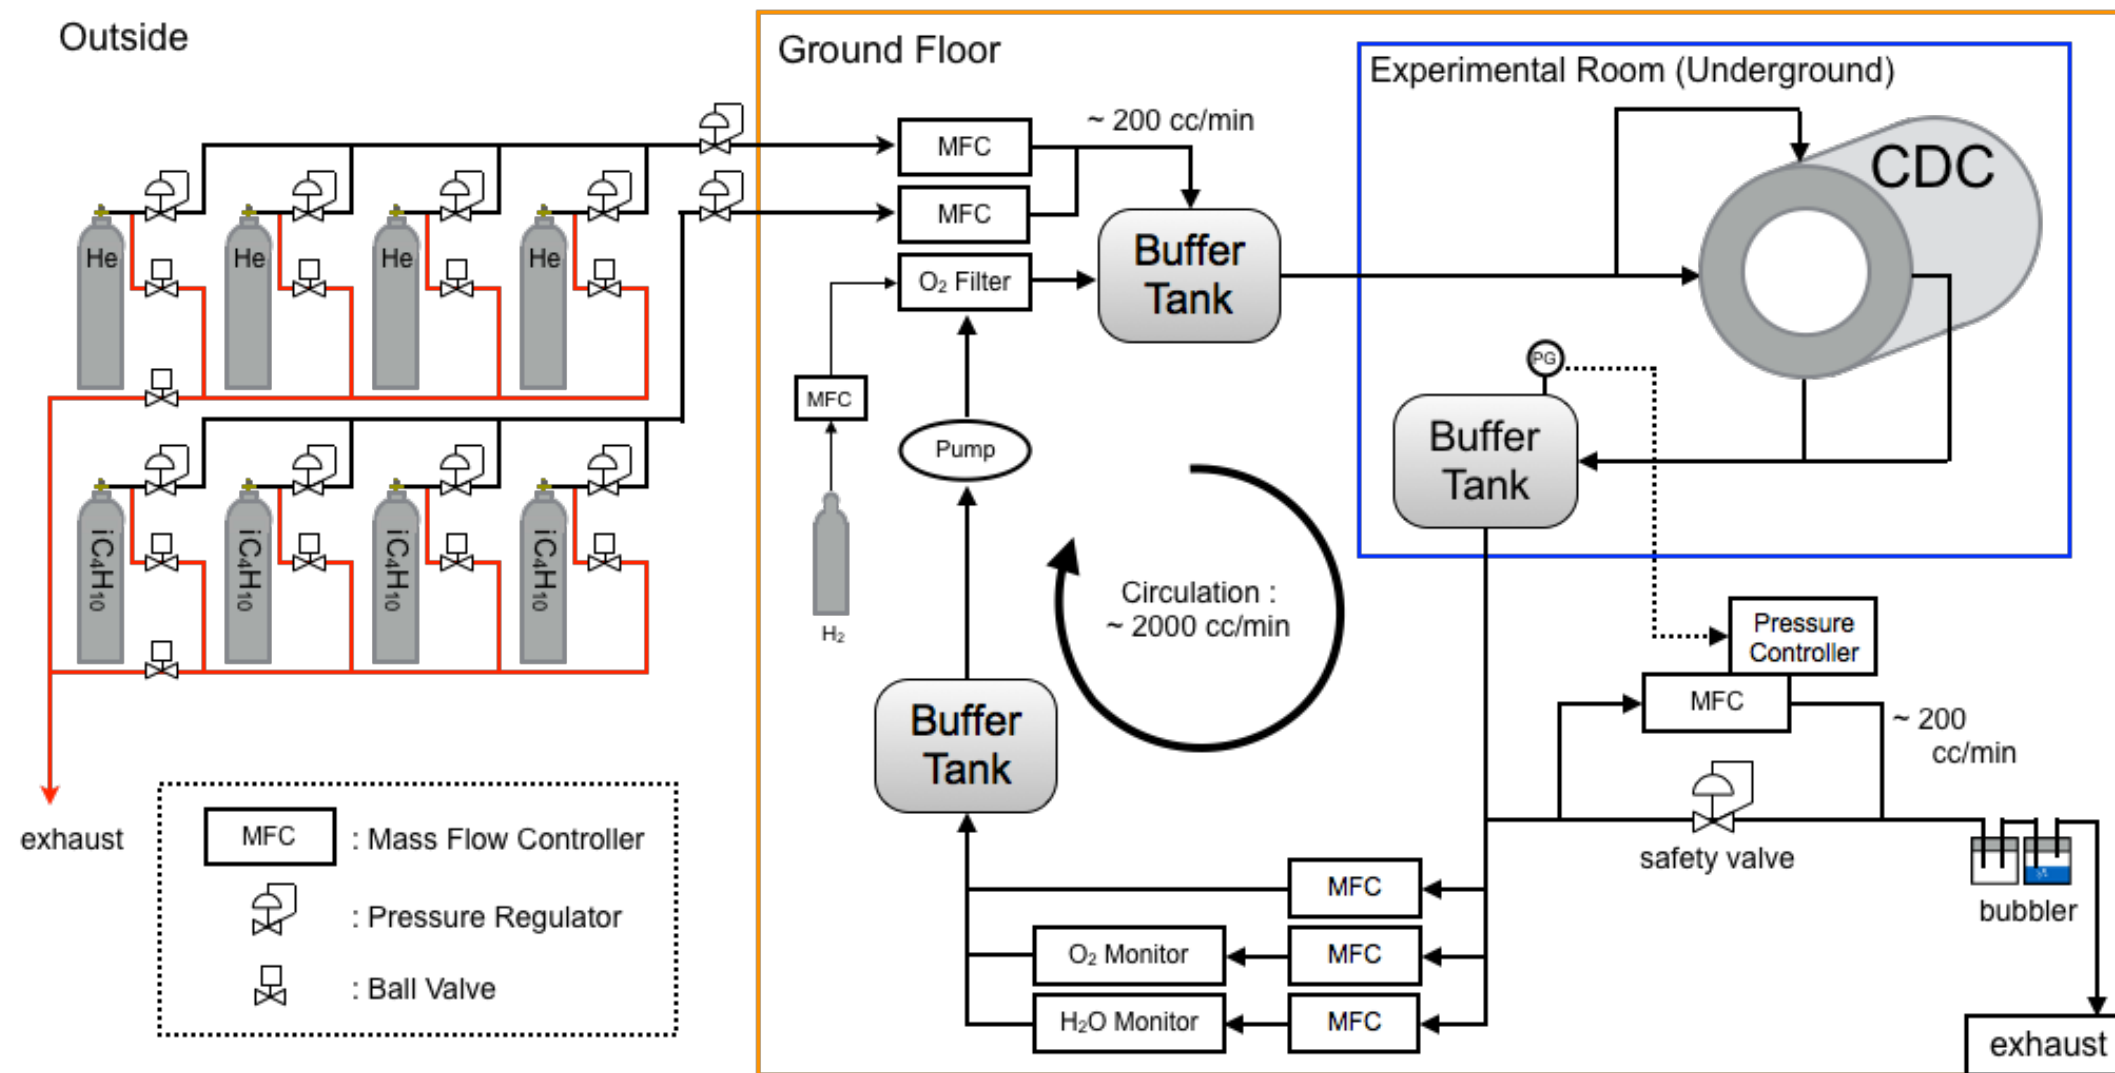 Outside
Ground Floor
Experimental Room (Underground)
~ 200 cc/min
MFC
MFC
O₂ Filter
Buffer
Tank
CDC
He
He
He
He
PG
MFC
Pump
Buffer
Tank
iC₄H₁₀
iC₄H₁₀
iC₄H₁₀
iC₄H₁₀
H₂
Circulation :
~ 2000 cc/min
Pressure
Controller
MFC
~ 200
cc/min
Buffer
Tank
safety valve
bubbler
exhaust
MFC
: Mass Flow Controller
: Pressure Regulator
: Ball Valve
MFC
O₂ Monitor
MFC
H₂O Monitor
MFC
exhaust